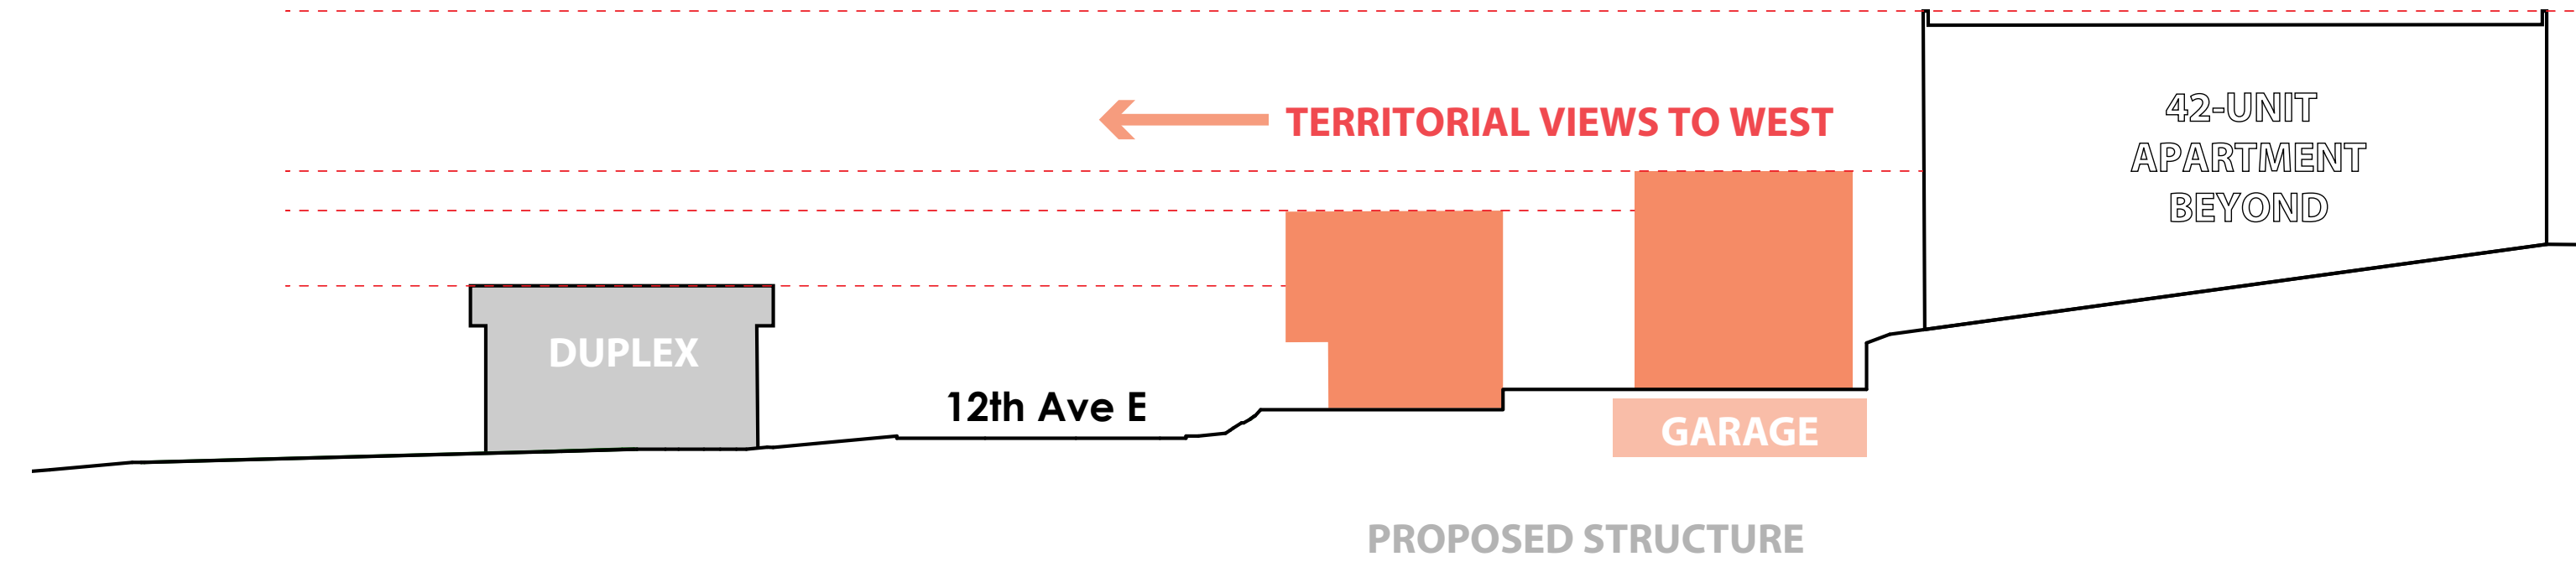 TERRITORIAL VIEWS TO WEST
42-UNIT
APARTMENT
BEYOND
DUPLEX
12th Ave E
GARAGE
PROPOSED STRUCTURE